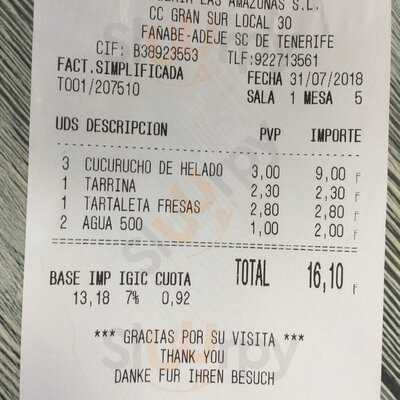 LAS AMAZONAS S.L.
CC GRAN SUR LOCAL 30
FAÑABE-ADEJE SC DE TENERIFE
CIF: B38923553 TLF:922713561
FACT.SIMPLIFICADA FECHA 31/07/2018
T001/207510 SALA 1 MESA 5
UDS DESCRIPCION PVP IMPORTE
3 CUCURUCHO DE HELADO 3,00 9,00 F
1 TARRINA 2,30 2,30 F
1 TARTALETA FRESAS 2,80 2,80 F
2 AGUA 500 1,00 2,00 F
TOTAL 16,10 F
BASE IMP IGIC CUOTA
13,18 7% 0,92
*** GRACIAS POR SU VISITA ***
THANK YOU
DANKE FUR IHREN BESUCH